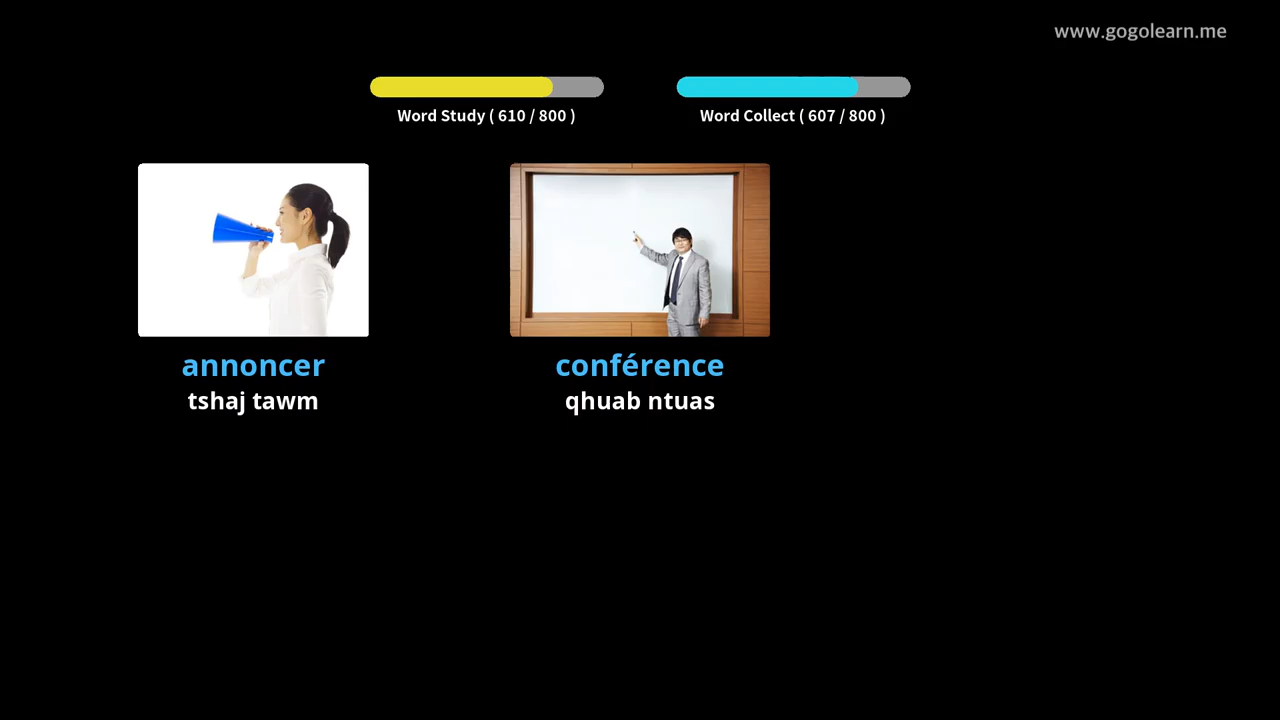 www.gogolearn.me
Word Study ( 610 / 800 )
Word Collect ( 607 / 800 )
annoncer
tshaj tawm
conférence
qhuab ntuas